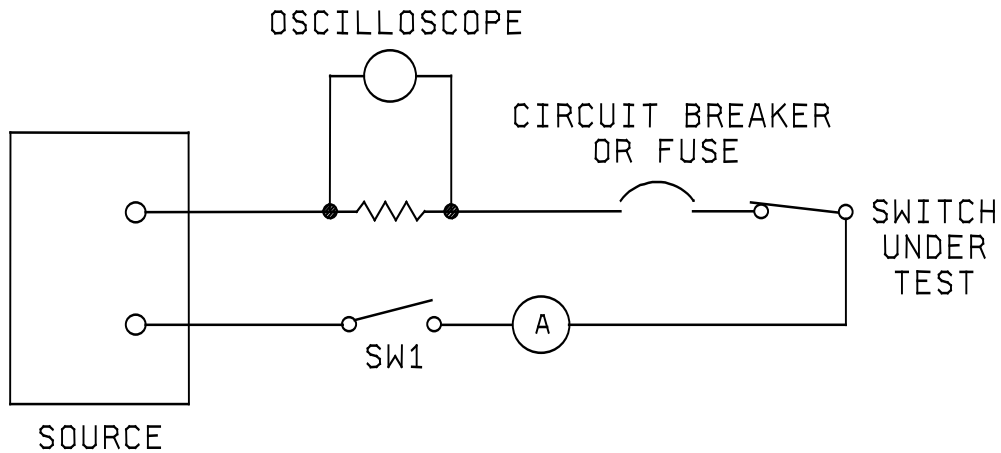 OSCILLOSCOPE
CIRCUIT BREAKER
OR FUSE
SWITCH
UNDER
TEST
A
SW1
SOURCE